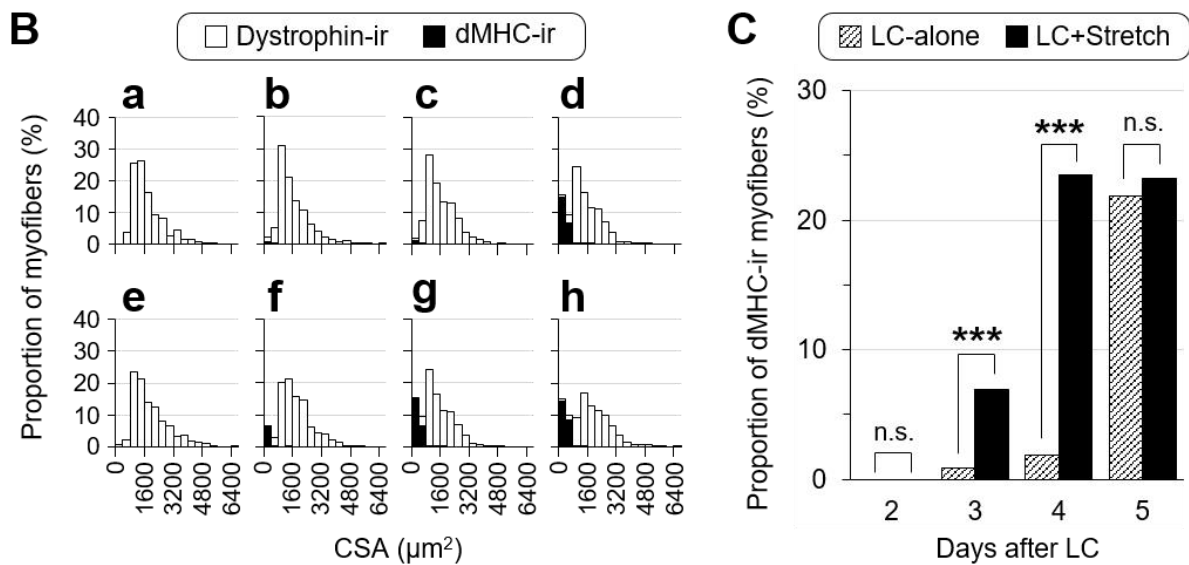 B
Dystrophin-ir dMHC-ir
Proportion of myofibers (%)
a b c d
40
30
20
10
0
e f g h
40
30
20
10
0
0 1600 3200 4800 6400 0 1600 3200 4800 6400 0 1600 3200 4800 6400 0 1600 3200 4800 6400
CSA (µm²)
C
LC-alone LC+Stretch
Proportion of dMHC-ir myofibers (%)
30
20
10
0
n.s. *** *** n.s.
2 3 4 5
Days after LC